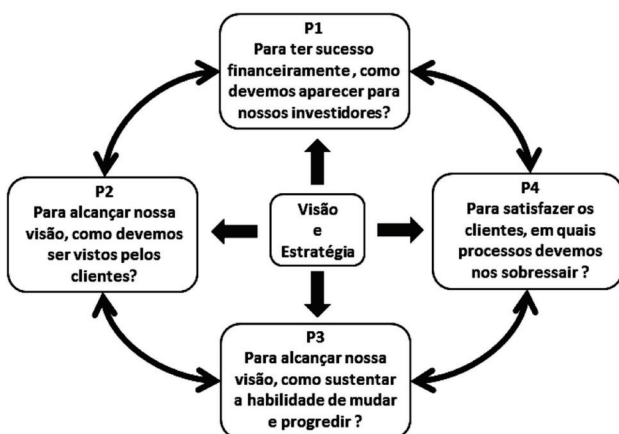 P1
Para ter sucesso
financeiramente , como
devemos aparecer para
nossos investidores?
P2
Para alcançar nossa
visão, como devemos
ser vistos pelos
clientes?
Visão
e
Estratégia
P4
Para satisfazer os
clientes, em quais
processos devemos
nos sobressair ?
P3
Para alcançar nossa
visão, como sustentar
a habilidade de mudar
e progredir ?